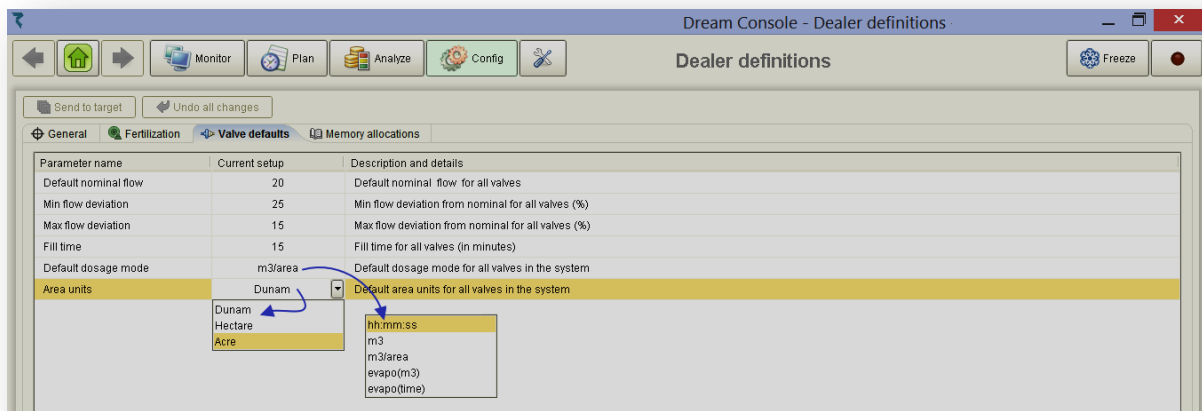 Dream Console - Dealer definitions
Monitor Plan Analyze Config Dealer definitions Freeze
Send to target Undo all changes
General Fertilization Valve defaults Memory allocations
Parameter name Current setup Description and details
Default nominal flow 20 Default nominal flow for all valves
Min flow deviation 25 Min flow deviation from nominal for all valves (%)
Max flow deviation 15 Max flow deviation from nominal for all valves (%)
Fill time 15 Fill time for all valves (in minutes)
Default dosage mode m3/area Default dosage mode for all valves in the system
Area units Dunam Default area units for all valves in the system
Dunam
Hectare
Acre
hh:mm:ss
m3
m3/area
evapo(m3)
evapo(time)